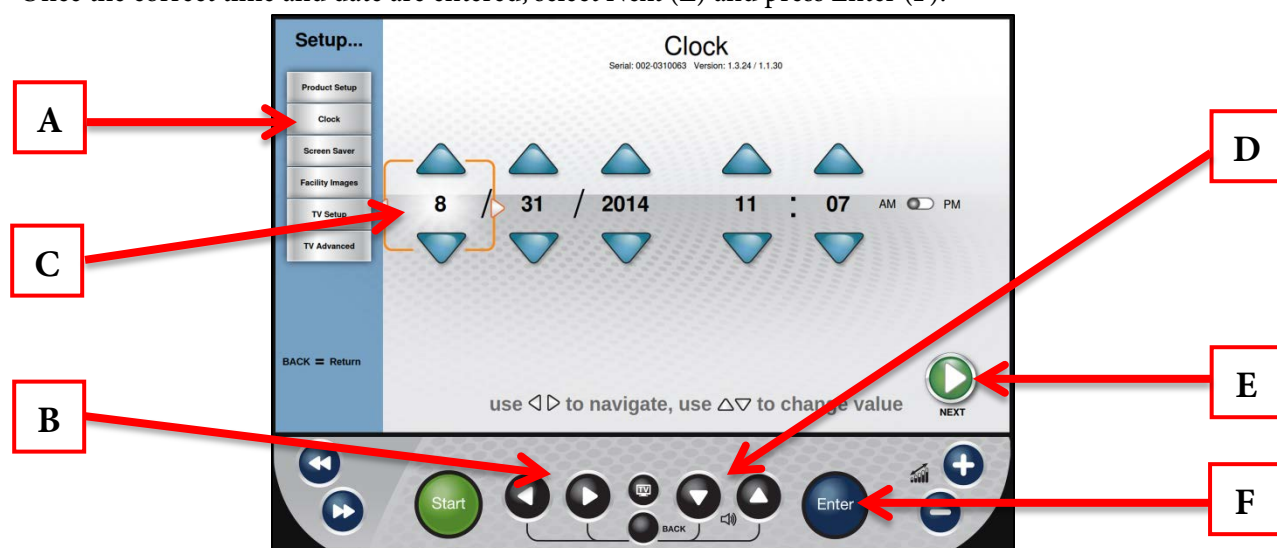 Once the correct time and date are entered, select Next (E) and press Enter (F).
Setup...
Clock
Serial: 002-0310063 Version: 1.3.24 / 1.1.30
Product Setup
A
Clock
D
Screen Saver
Facility Images
8 / 31 / 2014 11 : 07 AM PM
TV Setup
TV Advanced
C
BACK = Return
E
use ◁ ▷ to navigate, use △▽ to change value
NEXT
B
TV
Start
Enter
F
BACK